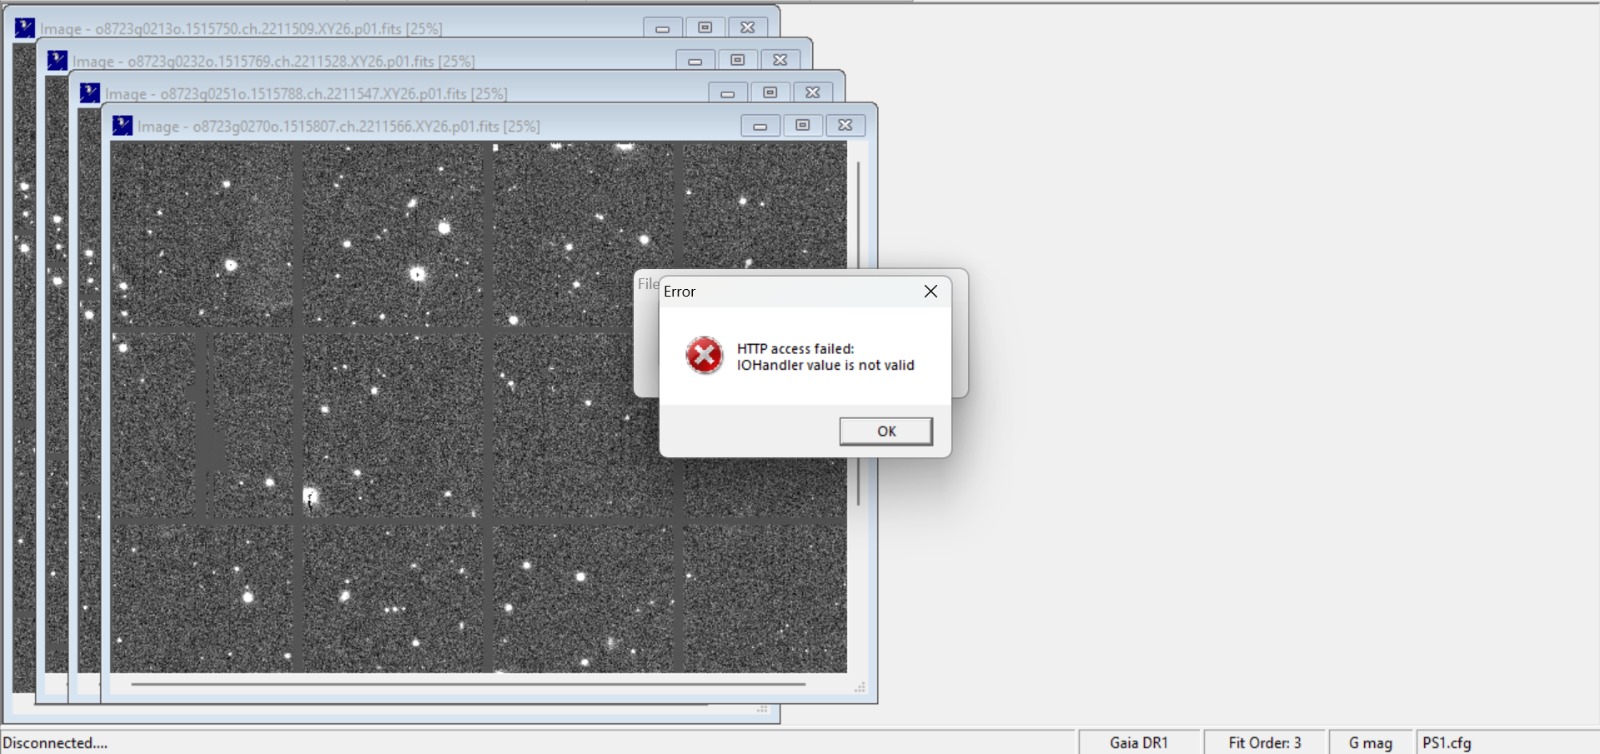 Image - o8723g0213o.1515750.ch.2211509.XY26.p01.fits [25%]
Image - o8723g0232o.1515769.ch.2211528.XY26.p01.fits [25%]
Image - o8723g0251o.1515788.ch.2211547.XY26.p01.fits [25%]
Image - o8723g0270o.1515807.ch.2211566.XY26.p01.fits [25%]
File
Error
HTTP access failed:
IOHandler value is not valid
OK
Disconnected....
Gaia DR1
Fit Order: 3
G mag
PS1.cfg